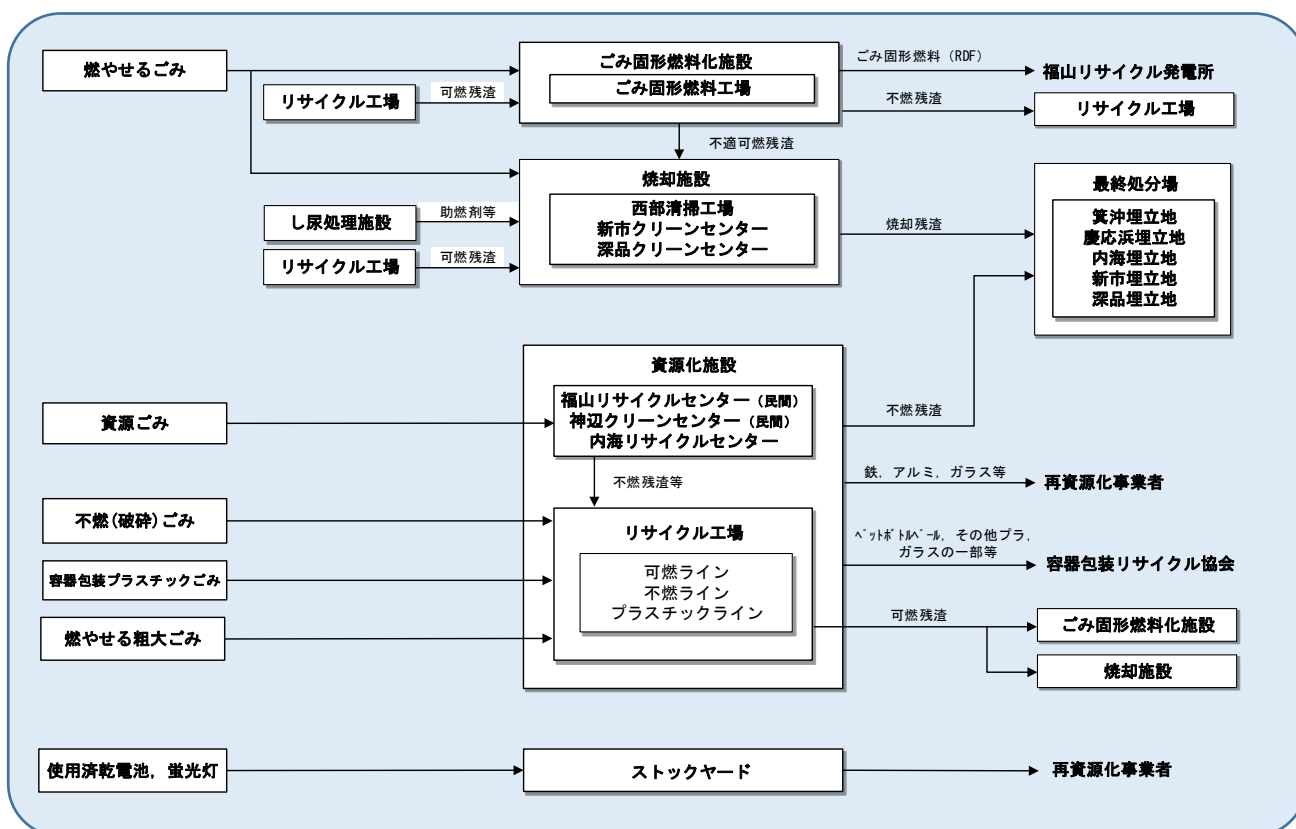 燃やせるごみ
ごみ固形燃料化施設
ごみ固形燃料工場
ごみ固形燃料（RDF）
福山リサイクル発電所
リサイクル工場
可燃残渣
不燃残渣
リサイクル工場
不適可燃残渣
焼却施設
西部清掃工場
新市クリーンセンター
深品クリーンセンター
し尿処理施設
助燃剤等
リサイクル工場
可燃残渣
焼却残渣
最終処分場
箕沖埋立地
慶応浜埋立地
内海埋立地
新市埋立地
深品埋立地
資源化施設
資源ごみ
福山リサイクルセンター（民間）
神辺クリーンセンター（民間）
内海リサイクルセンター
不燃残渣
不燃残渣等
鉄，アルミ，ガラス等
再資源化事業者
不燃(破砕)ごみ
容器包装プラスチックごみ
燃やせる粗大ごみ
リサイクル工場
可燃ライン
不燃ライン
プラスチックライン
ﾍﾟｯﾄﾎﾞﾄﾙﾍﾞｰﾙ，その他プラ，
ガラスの一部等
容器包装リサイクル協会
可燃残渣
ごみ固形燃料化施設
焼却施設
使用済乾電池，蛍光灯
ストックヤード
再資源化事業者